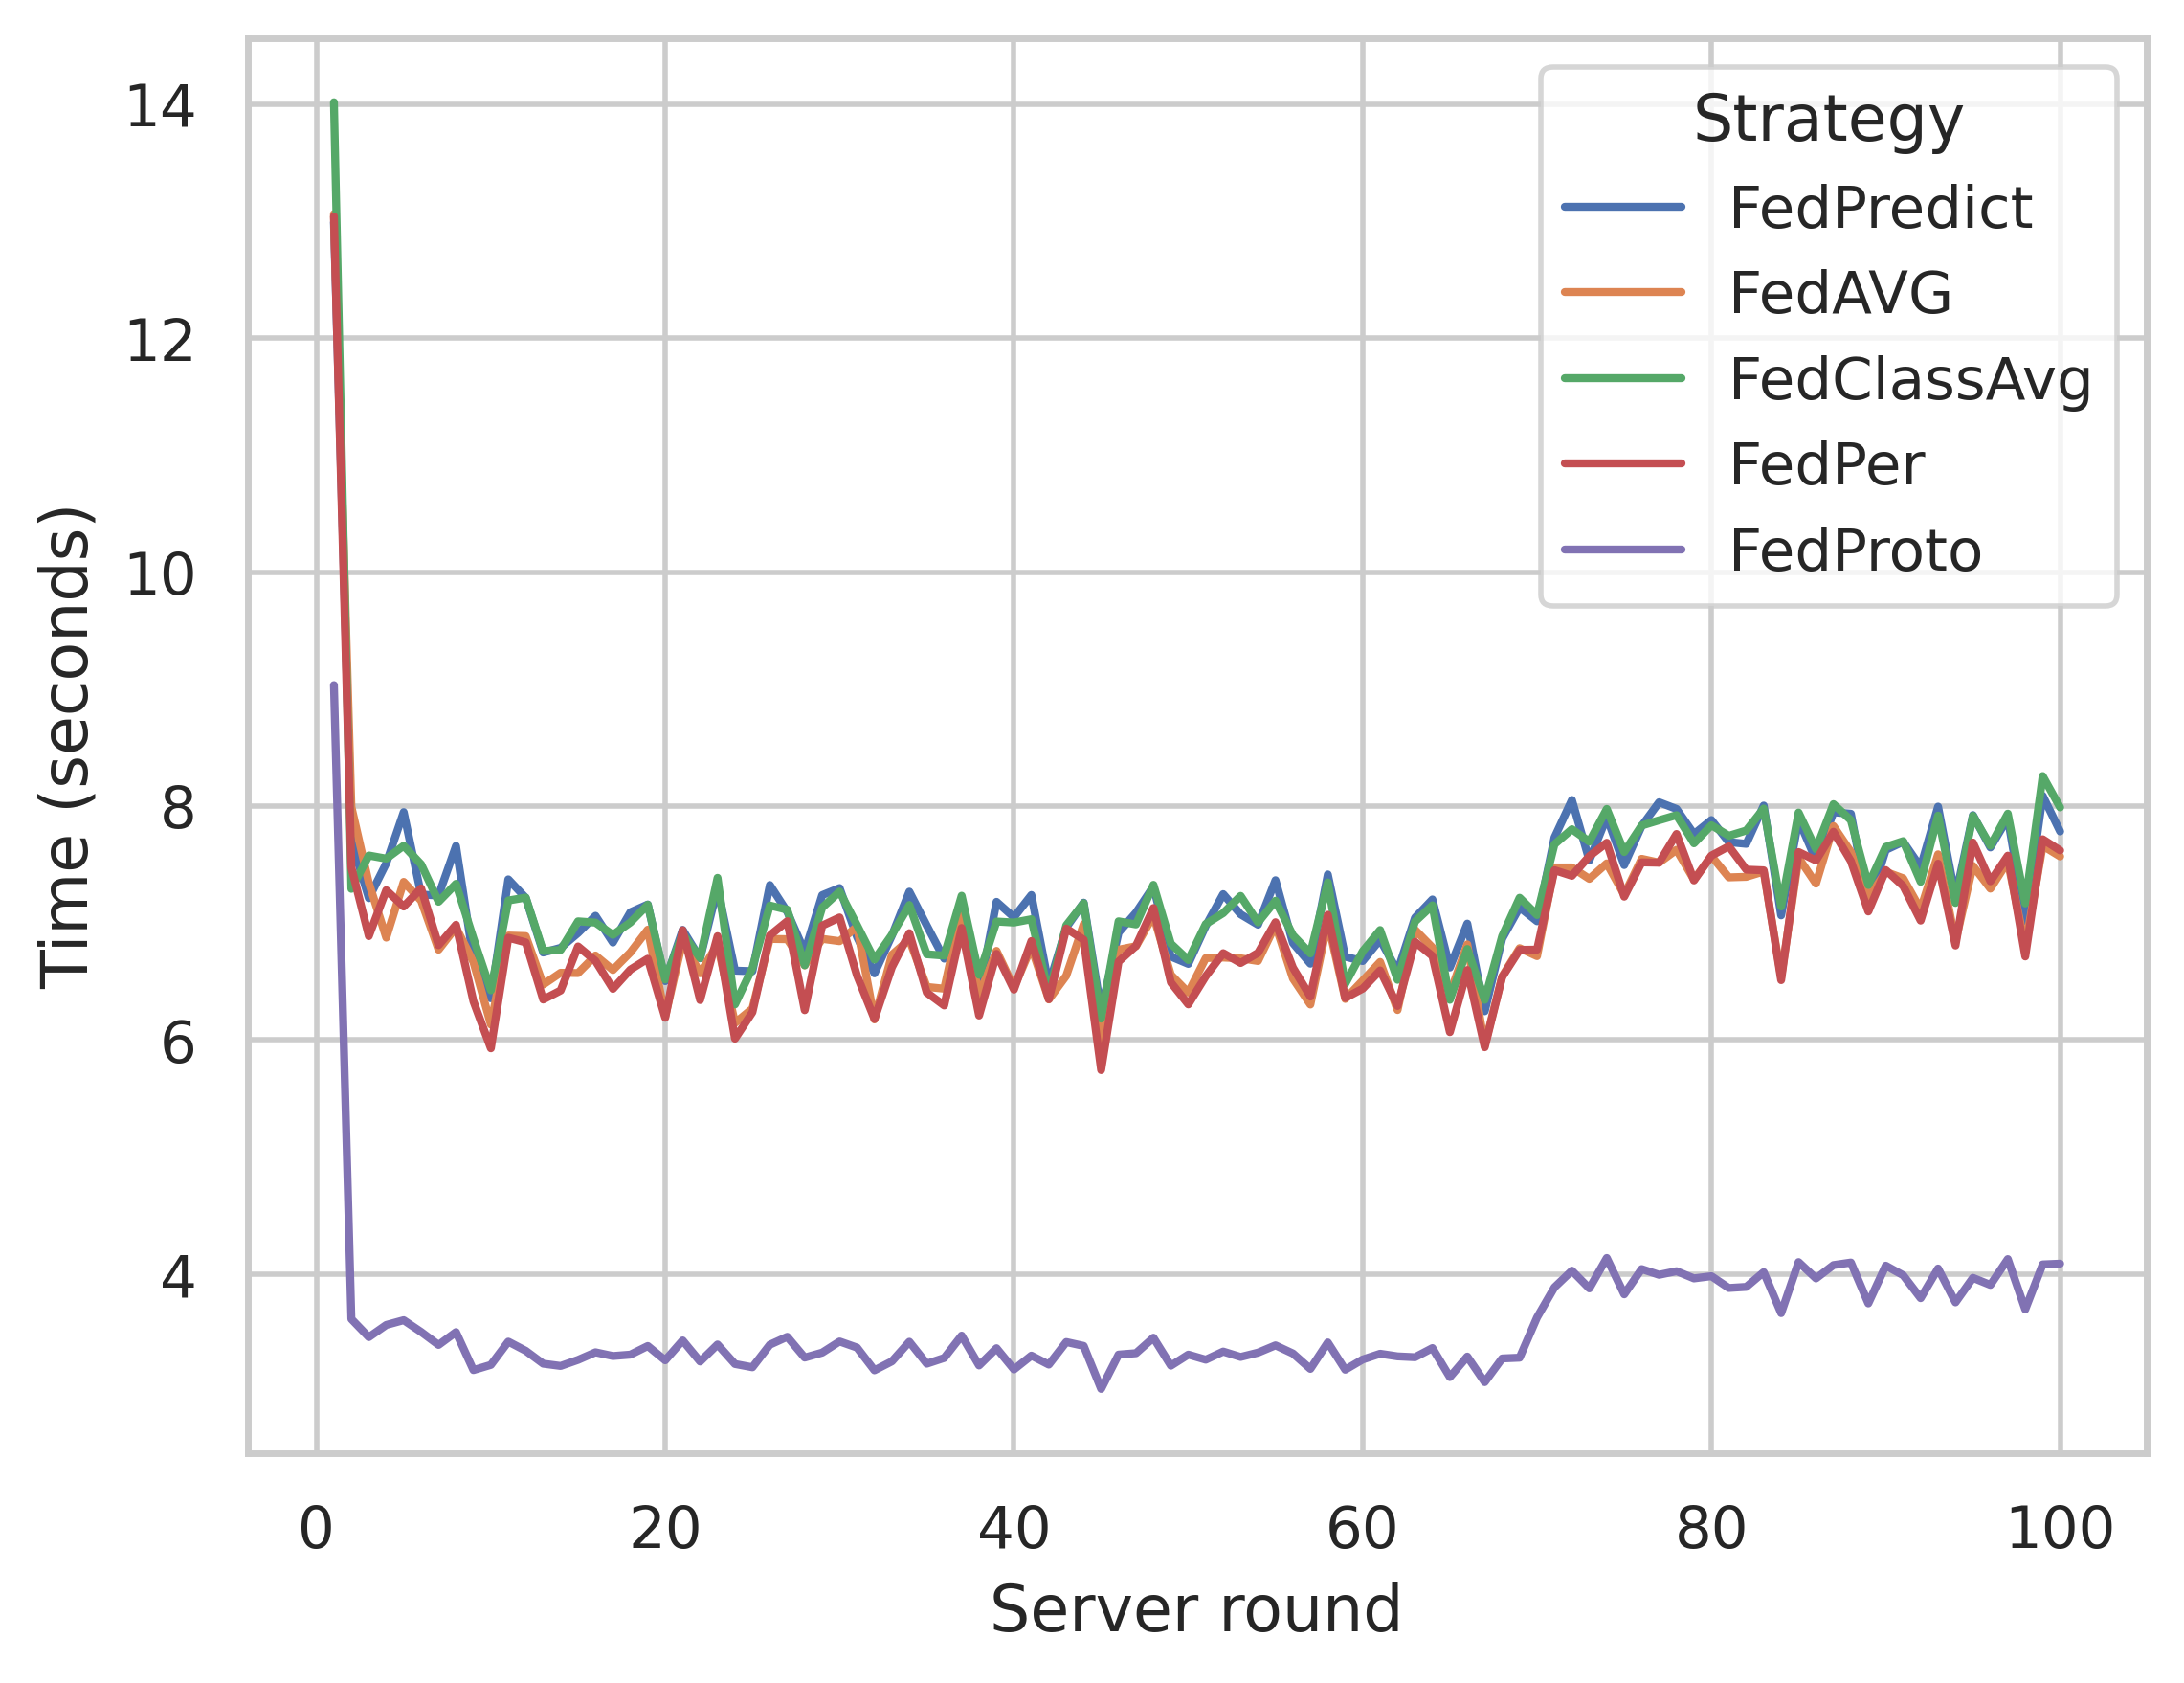 14
12
10
8
6
4
Time (seconds)
0 20 40 60 80 100
Server round
Strategy
FedPredict
FedAVG
FedClassAvg
FedPer
FedProto